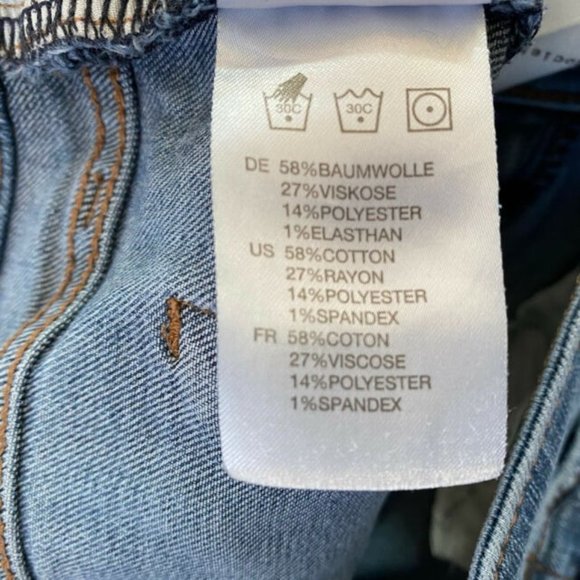 30C 30C
DE 58%BAUMWOLLE
27%VISKOSE
14%POLYESTER
1%ELASTHAN
US 58%COTTON
27%RAYON
14%POLYESTER
1%SPANDEX
FR 58%COTON
27%VISCOSE
14%POLYESTER
1%SPANDEX